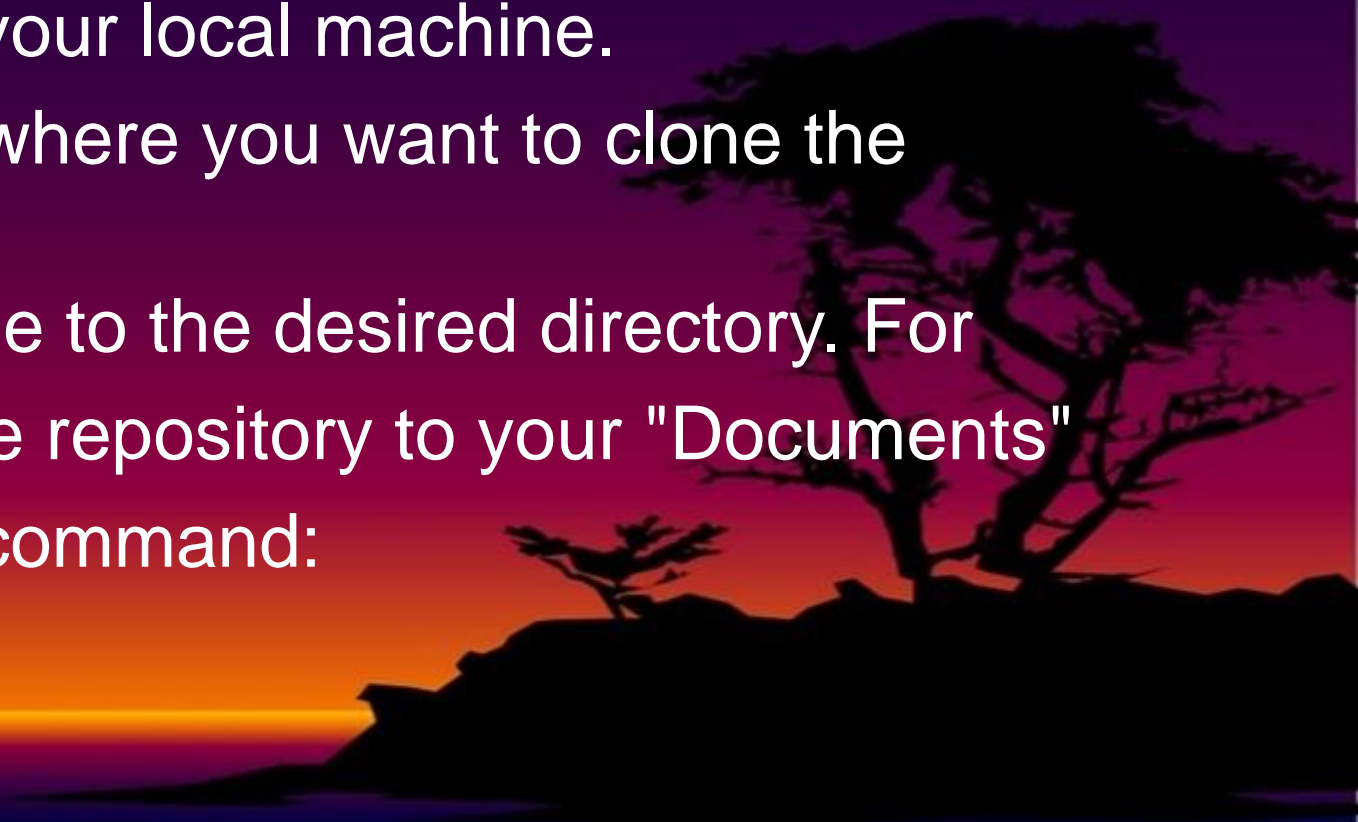 your local machine.
where you want to clone the
e to the desired directory. For
e repository to your "Documents"
command: